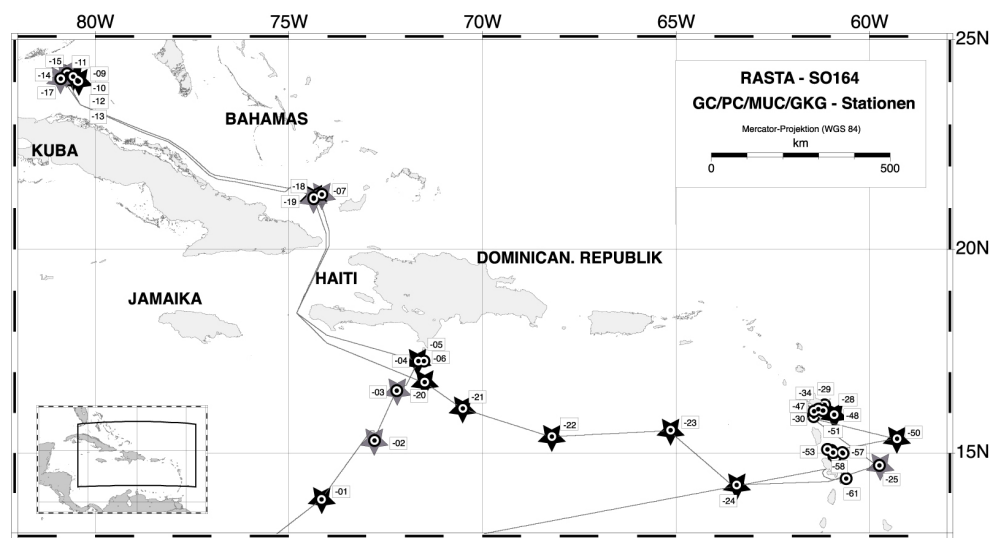 80W 75W 70W 65W 60W
25N
-15 -11
-14 -09
-10
-17
-12
-13
RASTA - SO164
GC/PC/MUC/GKG - Stationen
Mercator-Projektion (WGS 84)
km
0 500
BAHAMAS
KUBA
-18 -07
-19
20N
DOMINICAN. REPUBLIK
HAITI
JAMAIKA
-05
-04 -06
-03 -20
-21
-22
-23
-34 -29
-47 -28
-30 -48
-51
-50
-53 -57
-58
15N
-02
-25
-24
-61
-01